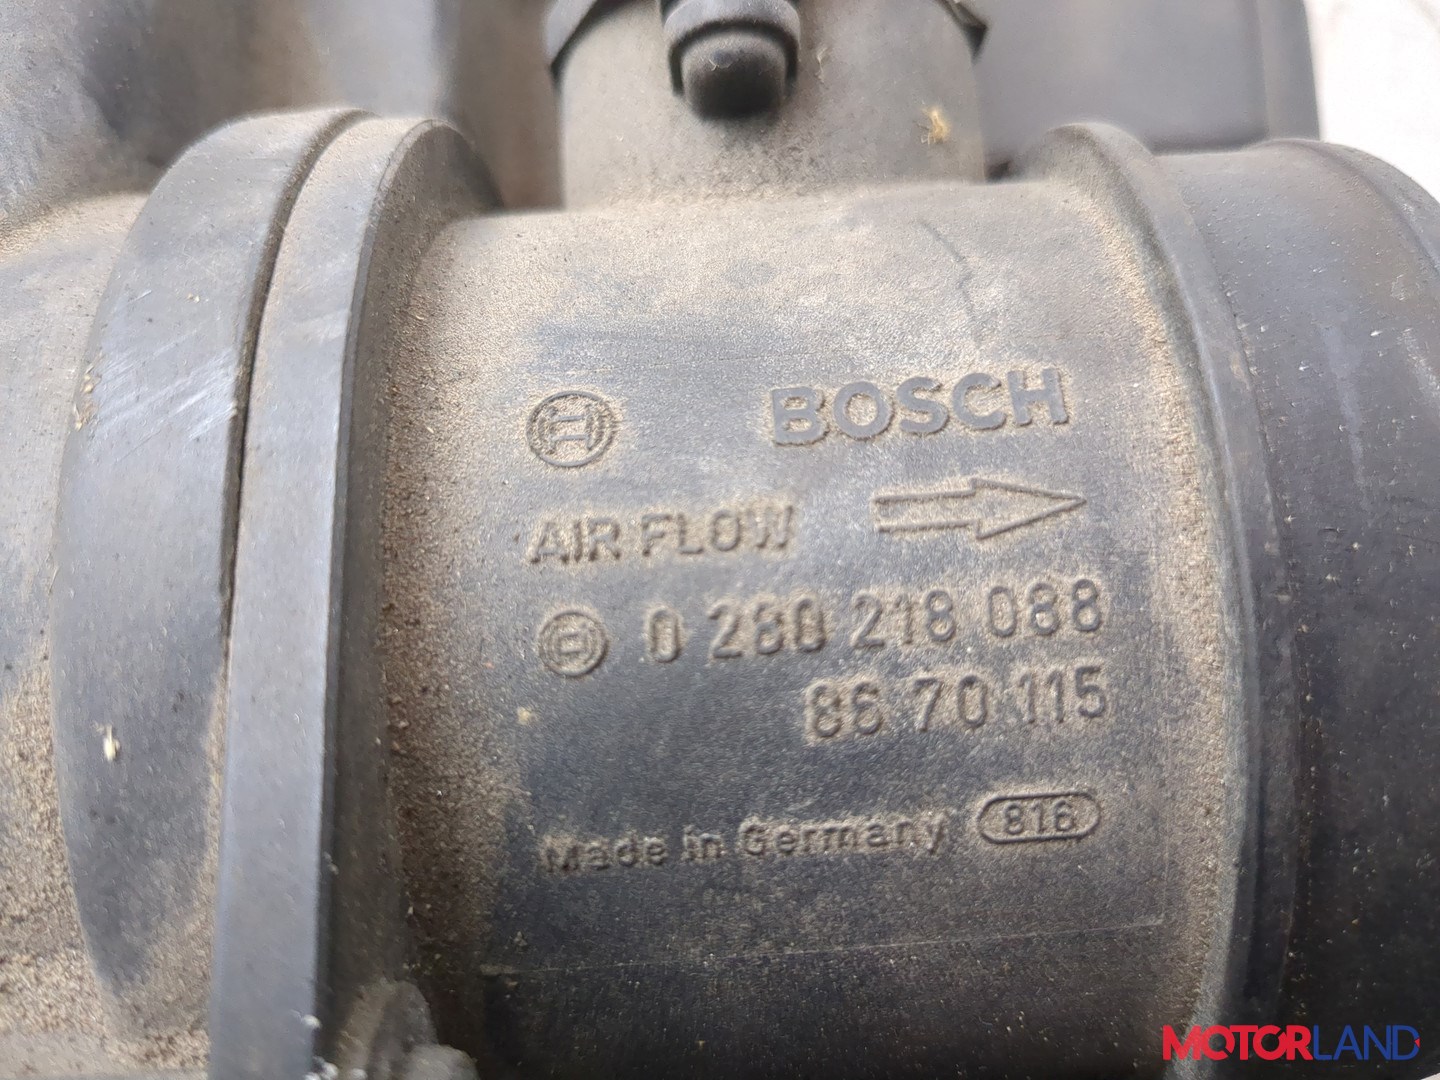 BOSCH
AIR FLOW
0 280 218 088
86 70 115
Made in Germany 816
MOTORLAND